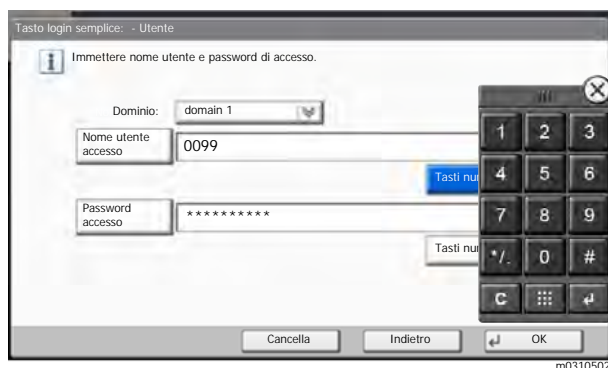 Tasto login semplice: - Utente
i Immettere nome utente e password di accesso.
Dominio: domain 1
Nome utente accesso 0099
Tasti nu
Password accesso **********
Tasti nu
1 2 3
4 5 6
7 8 9
*/. 0 #
C
Cancella Indietro OK
m0310502